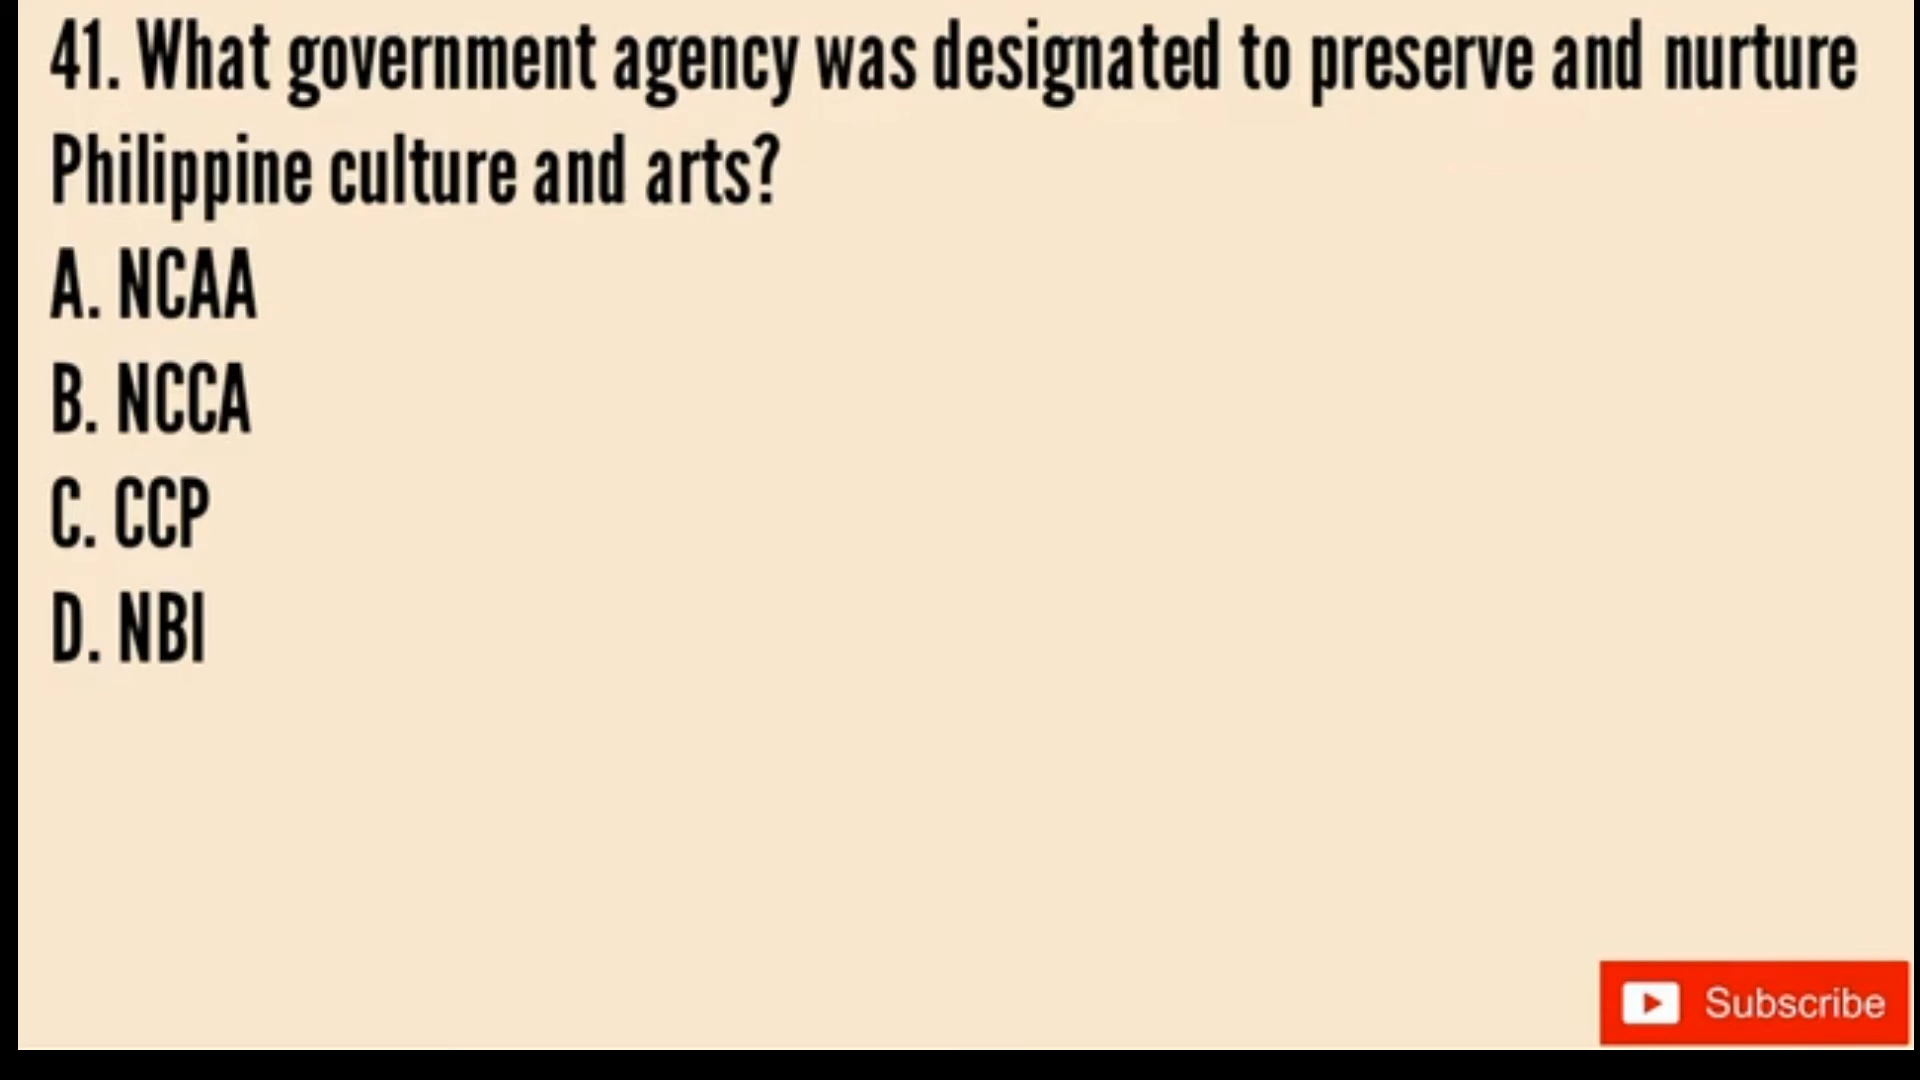 41. What government agency was designated to preserve and nurture
Philippine culture and arts?
A. NCAA
B. NCCA
C. CCP
D. NBI
Subscribe